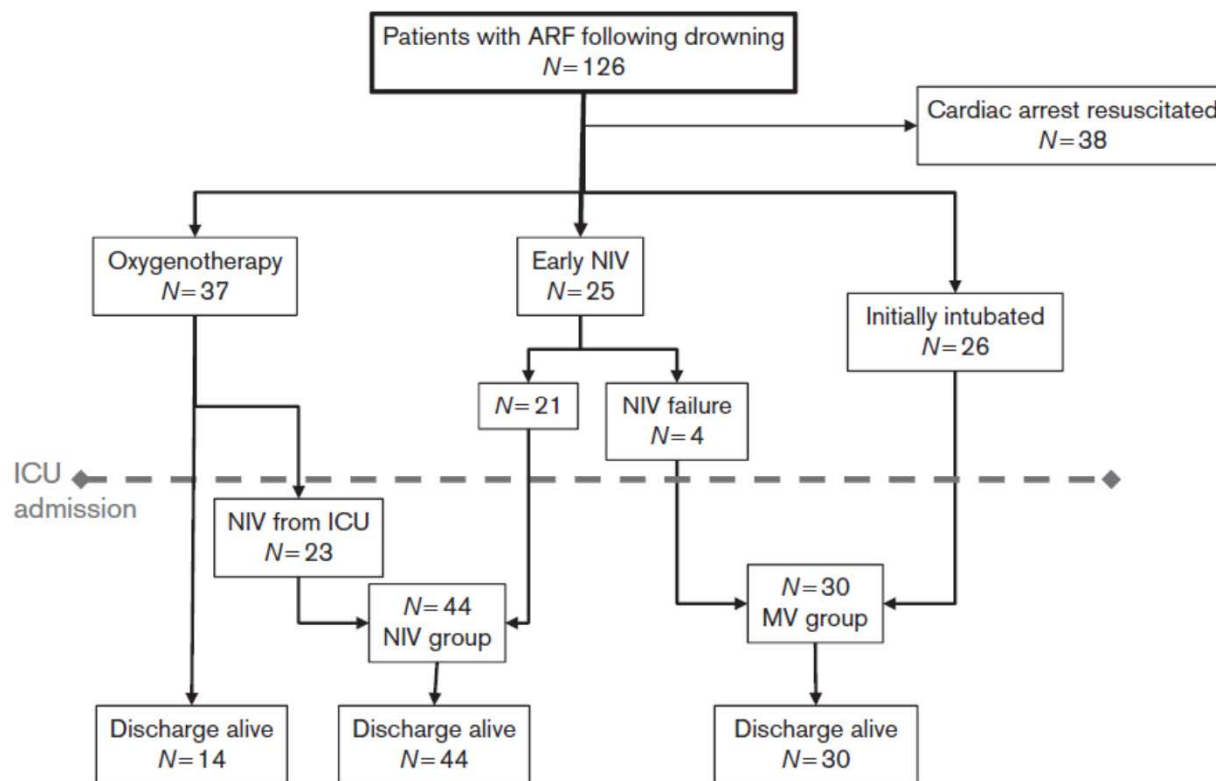 Patients with ARF following drowning
N=126
Cardiac arrest resuscitated
N=38
Oxygenotherapy
N=37
Early NIV
N=25
Initially intubated
N=26
N=21
NIV failure
N=4
ICU
admission
NIV from ICU
N=23
N=44
NIV group
N=30
MV group
Discharge alive
N=14
Discharge alive
N=44
Discharge alive
N=30